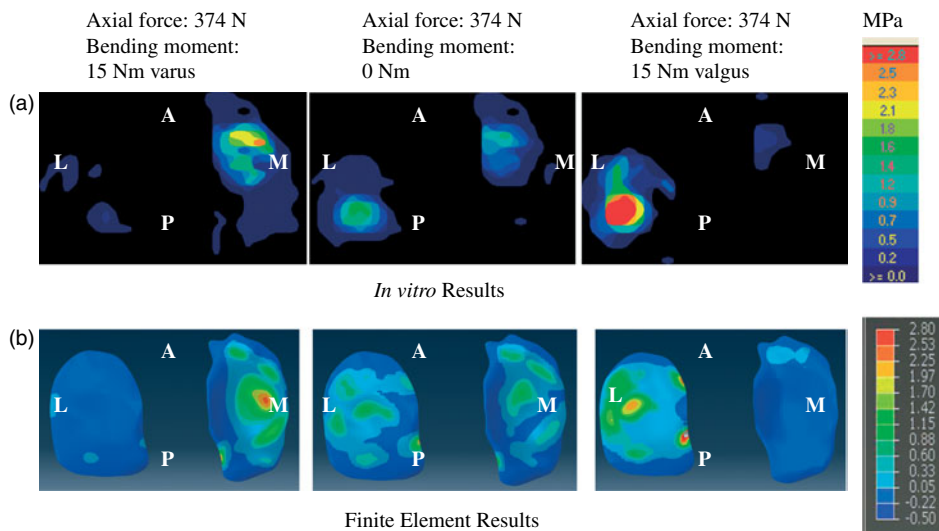 Axial force: 374 N
Bending moment:
15 Nm varus
Axial force: 374 N
Bending moment:
0 Nm
Axial force: 374 N
Bending moment:
15 Nm valgus
MPa
>= 2.8
2.5
2.3
2.1
1.8
1.6
1.4
1.2
0.9
0.7
0.5
0.2
>= 0.0
(a)
A
L
M
P
A
L
M
P
A
L
M
P
In vitro Results
(b)
A
L
M
P
A
L
M
P
A
L
M
P
2.80
2.53
2.25
1.97
1.70
1.42
1.15
0.88
0.60
0.33
0.05
-0.22
-0.50
Finite Element Results